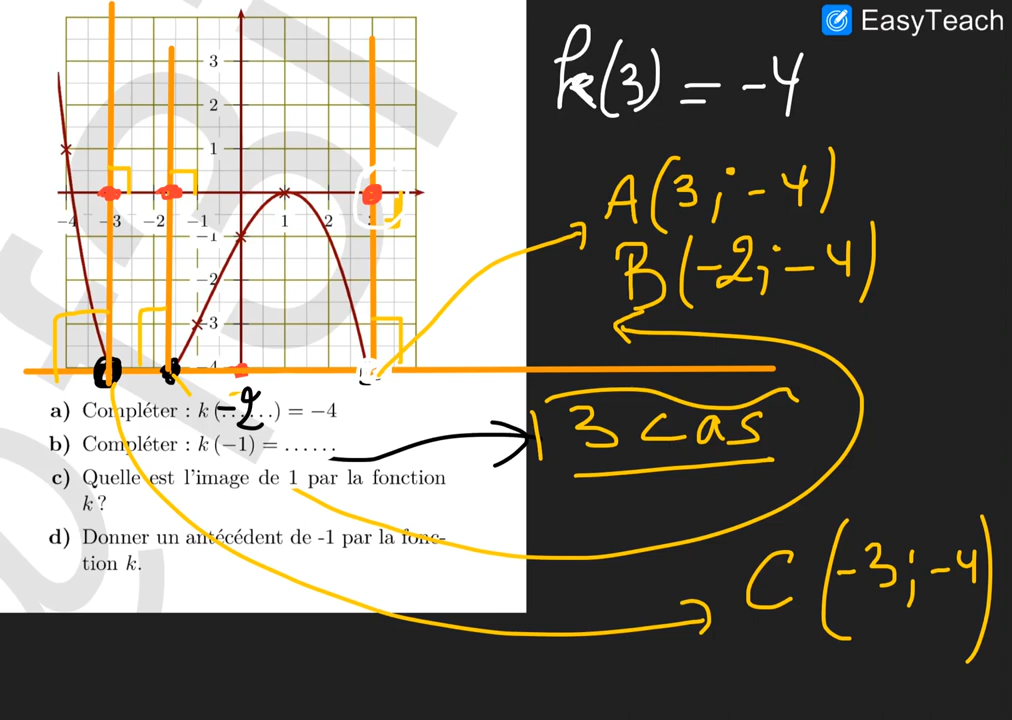 EasyTeach
k(3) = -4
3
2
1
-4 -3 -2 -1 1 2 3
-1
-2
-3
-4
A(3; -4)
B(-2; -4)
3 cas
C(-3; -4)
a) Compléter : k (-2......) = −4
b) Compléter : k (−1) = ......
c) Quelle est l'image de 1 par la fonction
k ?
d) Donner un antécédent de -1 par la fonc-
tion k.